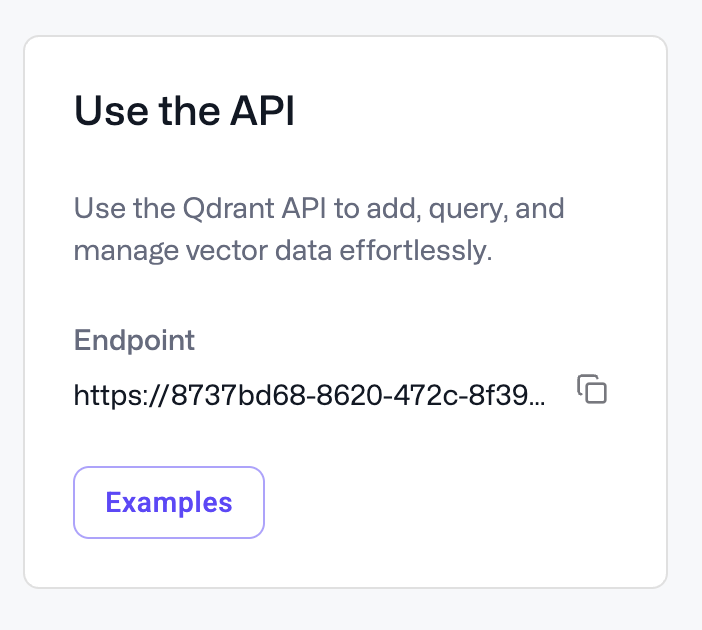 Use the API
Use the Qdrant API to add, query, and
manage vector data effortlessly.
Endpoint
https://8737bd68-8620-472c-8f39...
Examples